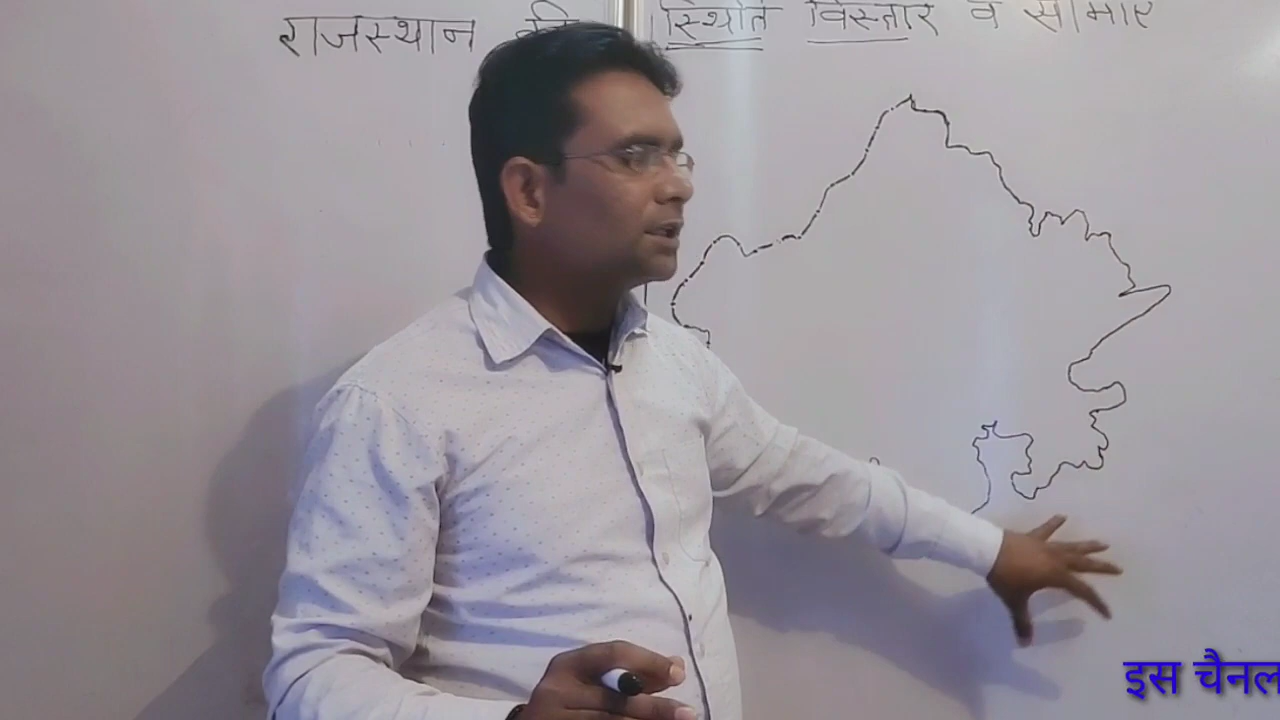 राजस्थान की स्थिति विस्तार व सीमाएं
इस चैनल